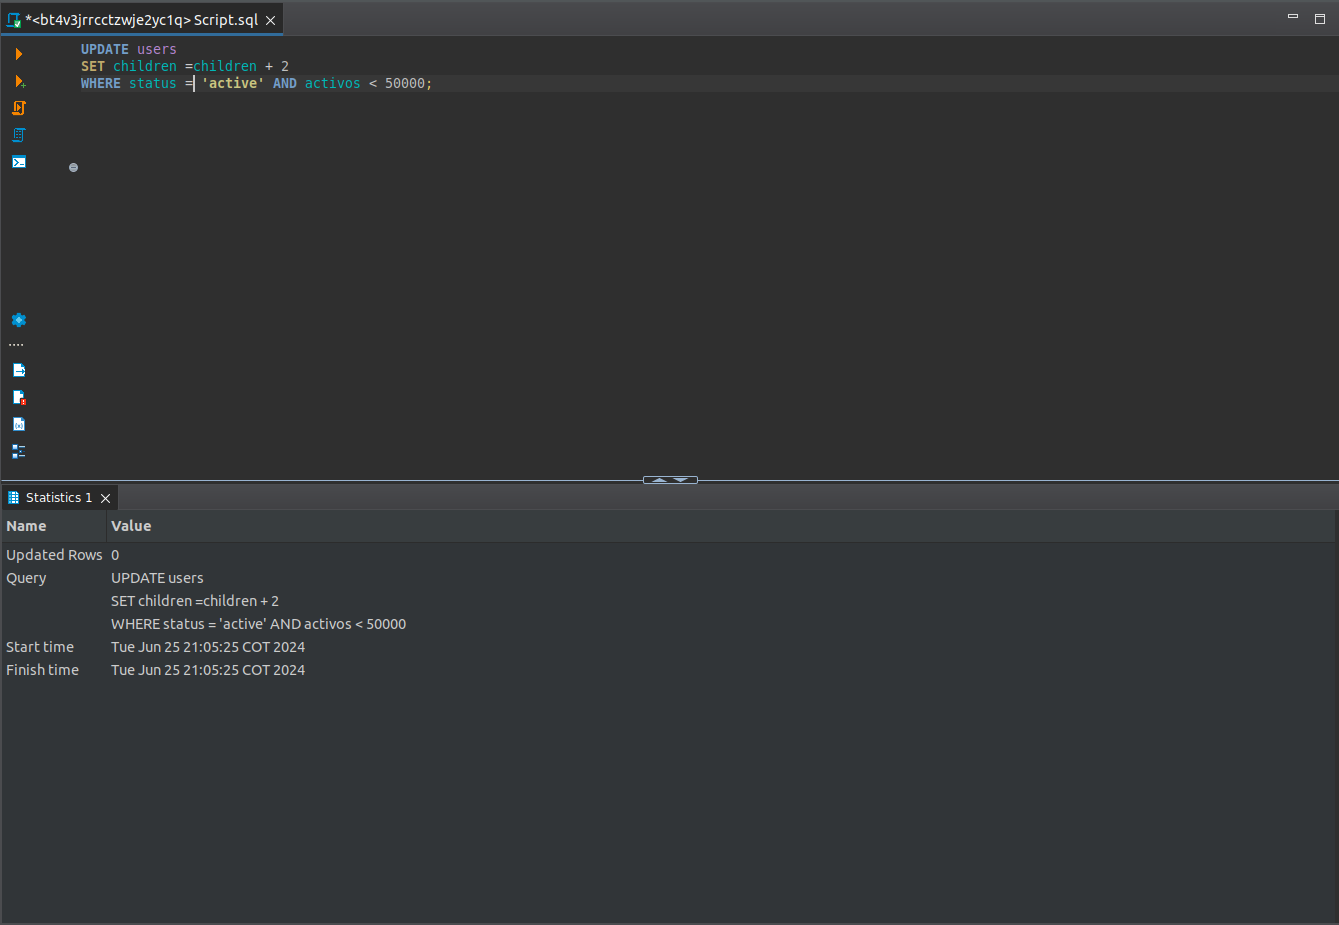 *<bt4v3jrrcctzwje2yc1q> Script.sql
UPDATE users
SET children =children + 2
WHERE status = 'active' AND activos < 50000;
Statistics 1
Name Value
Updated Rows 0
Query UPDATE users
SET children =children + 2
WHERE status = 'active' AND activos < 50000
Start time Tue Jun 25 21:05:25 COT 2024
Finish time Tue Jun 25 21:05:25 COT 2024